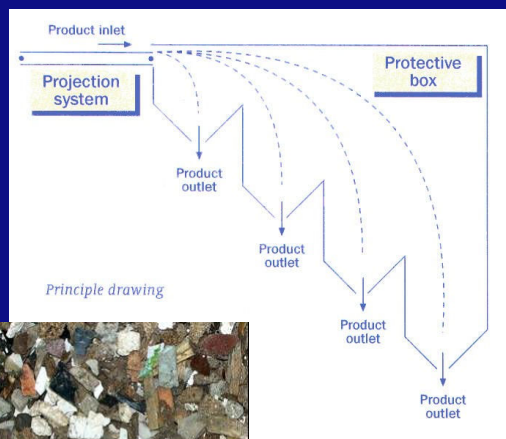 Product inlet
Projection
system
Protective
box
Product
outlet
Product
outlet
Principle drawing
Product
outlet
Product
outlet